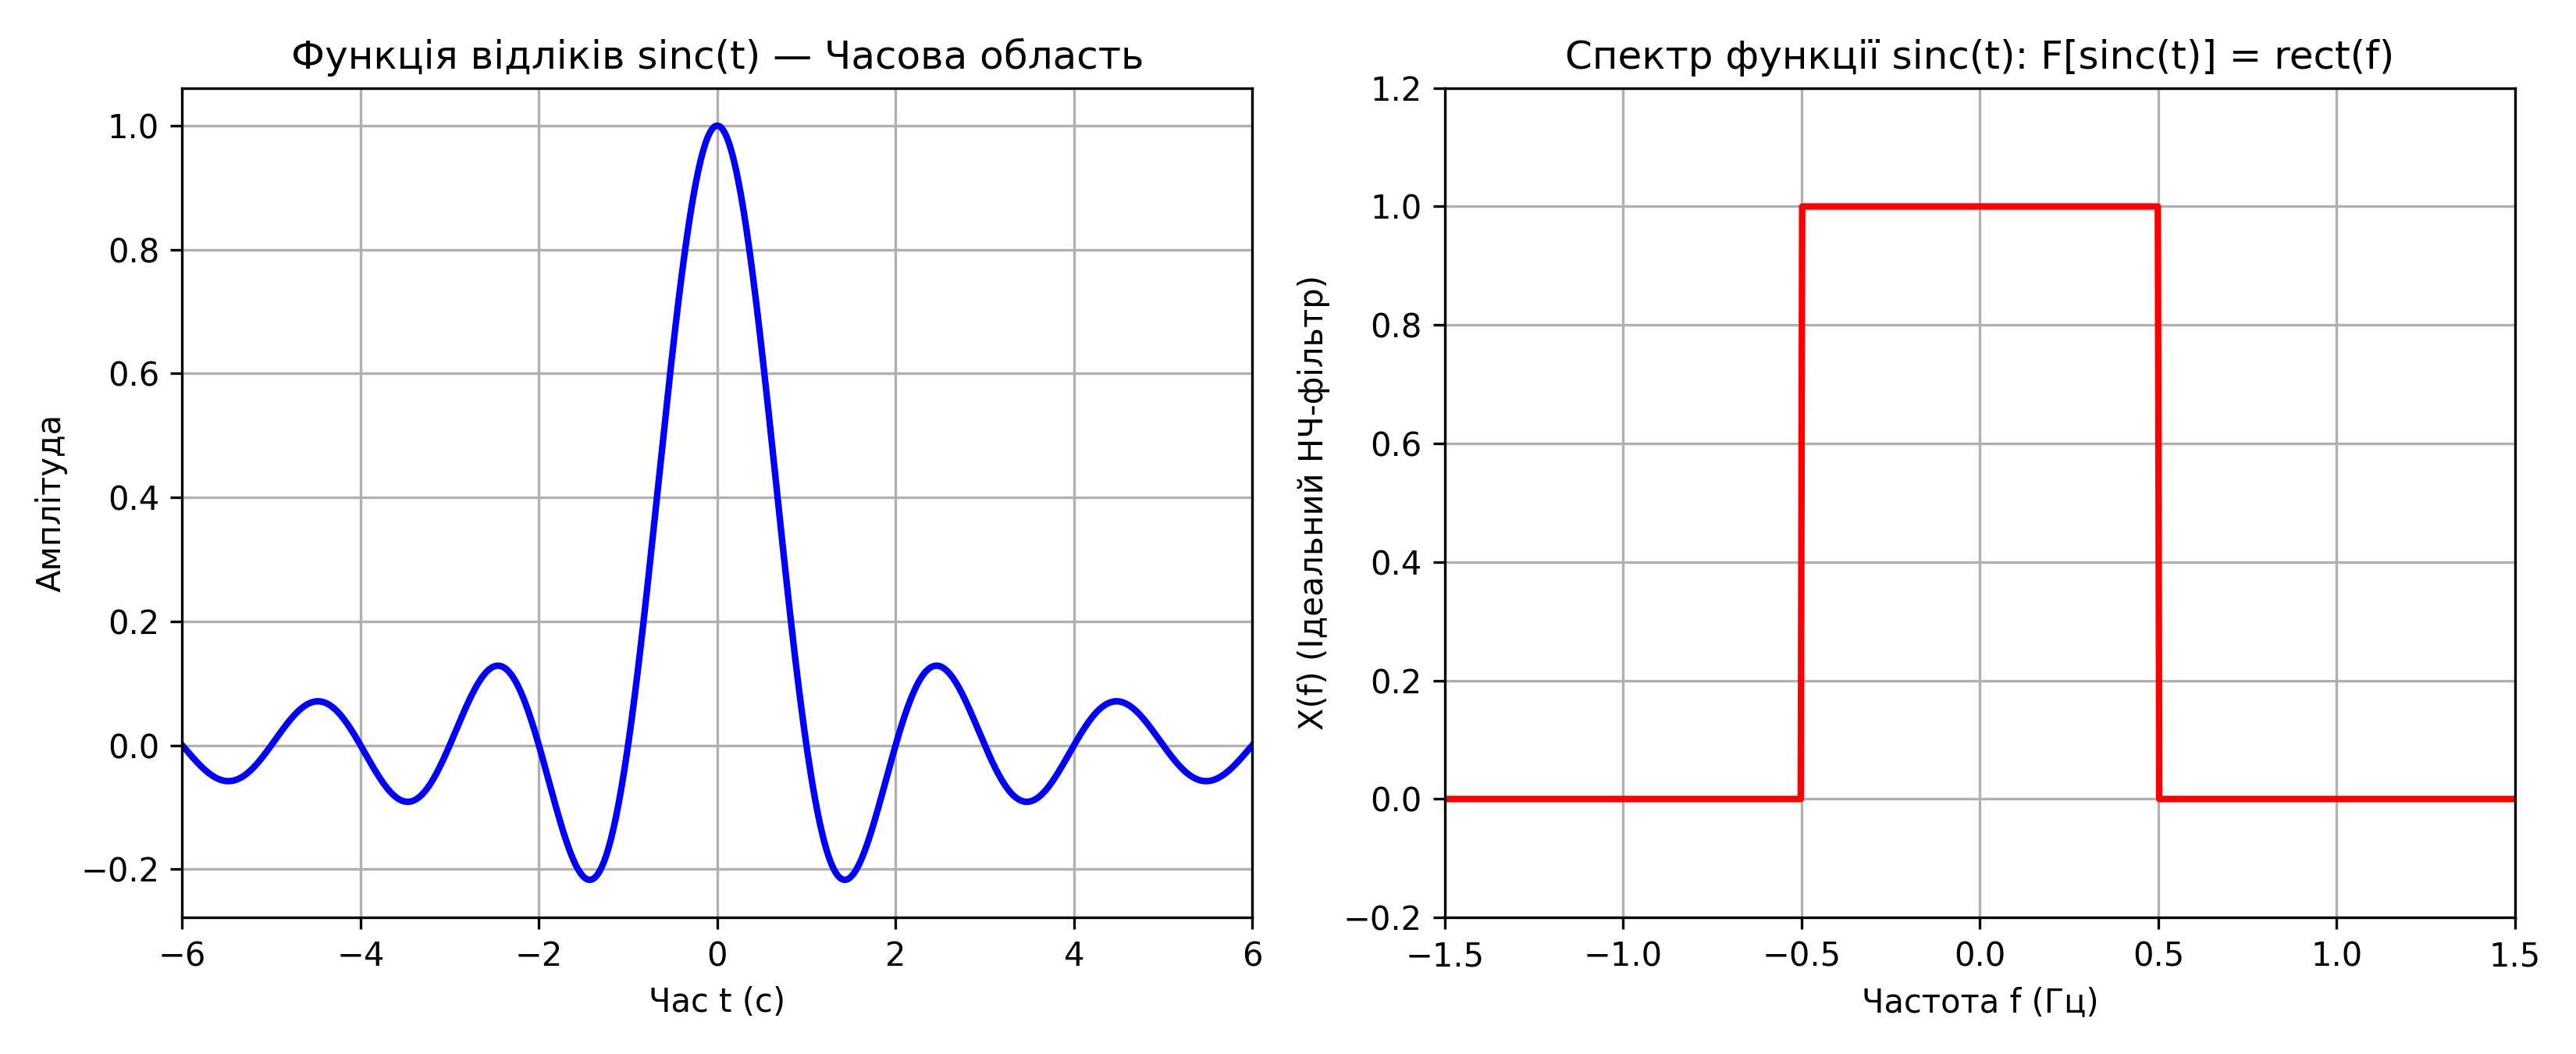 Функція відліків sinc(t) — Часова область
Амплітуда
1.0
0.8
0.6
0.4
0.2
0.0
−0.2
−6 −4 −2 0 2 4 6
Час t (с)
Спектр функції sinc(t): F[sinc(t)] = rect(f)
X(f) (Ідеальний НЧ-фільтр)
1.2
1.0
0.8
0.6
0.4
0.2
0.0
−0.2
−1.5 −1.0 −0.5 0.0 0.5 1.0 1.5
Частота f (Гц)